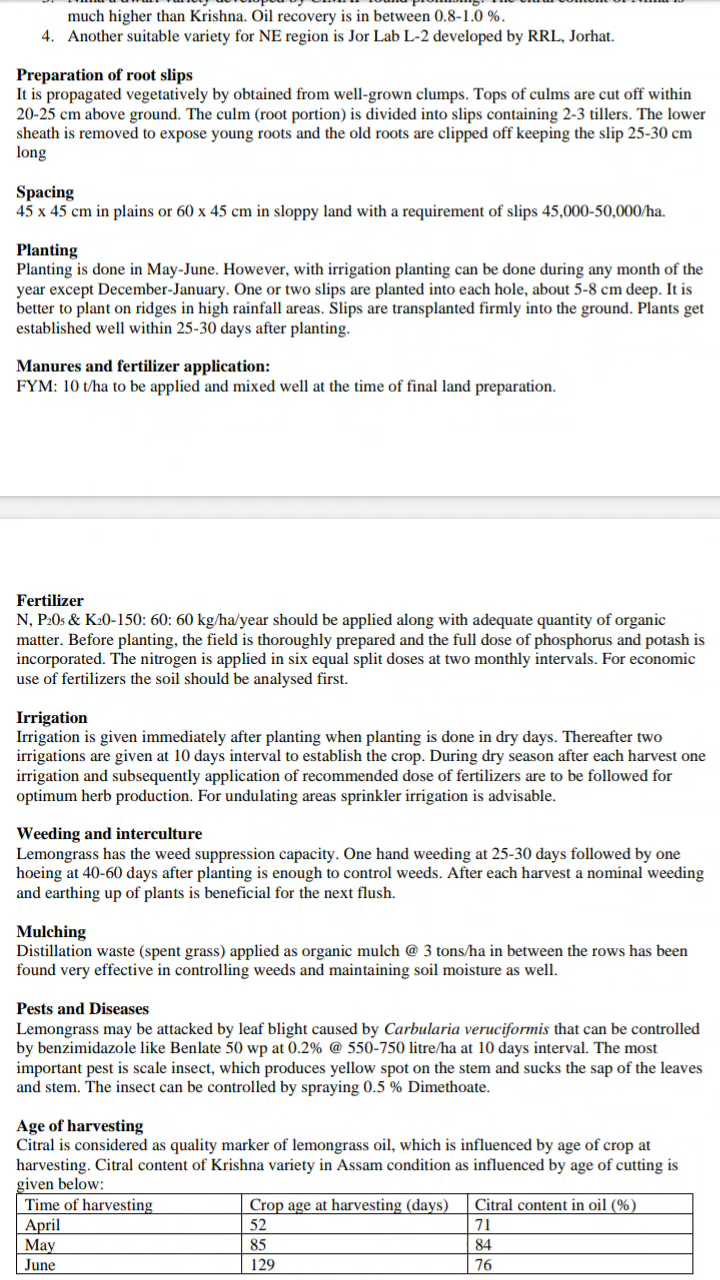 much higher than Krishna. Oil recovery is in between 0.8-1.0 %.
4. Another suitable variety for NE region is Jor Lab L-2 developed by RRL, Jorhat.
Preparation of root slips
It is propagated vegetatively by obtained from well-grown clumps. Tops of culms are cut off within
20-25 cm above ground. The culm (root portion) is divided into slips containing 2-3 tillers. The lower
sheath is removed to expose young roots and the old roots are clipped off keeping the slip 25-30 cm
long
Spacing
45 x 45 cm in plains or 60 x 45 cm in sloppy land with a requirement of slips 45,000-50,000/ha.
Planting
Planting is done in May-June. However, with irrigation planting can be done during any month of the
year except December-January. One or two slips are planted into each hole, about 5-8 cm deep. It is
better to plant on ridges in high rainfall areas. Slips are transplanted firmly into the ground. Plants get
established well within 25-30 days after planting.
Manures and fertilizer application:
FYM: 10 t/ha to be applied and mixed well at the time of final land preparation.
Fertilizer
N, P205 & K20-150: 60: 60 kg/ha/year should be applied along with adequate quantity of organic
matter. Before planting, the field is thoroughly prepared and the full dose of phosphorus and potash is
incorporated. The nitrogen is applied in six equal split doses at two monthly intervals. For economic
use of fertilizers the soil should be analysed first.
Irrigation
Irrigation is given immediately after planting when planting is done in dry days. Thereafter two
irrigations are given at 10 days interval to establish the crop. During dry season after each harvest one
irrigation and subsequently application of recommended dose of fertilizers are to be followed for
optimum herb production. For undulating areas sprinkler irrigation is advisable.
Weeding and interculture
Lemongrass has the weed suppression capacity. One hand weeding at 25-30 days followed by one
hoeing at 40-60 days after planting is enough to control weeds. After each harvest a nominal weeding
and earthing up of plants is beneficial for the next flush.
Mulching
Distillation waste (spent grass) applied as organic mulch @ 3 tons/ha in between the rows has been
found very effective in controlling weeds and maintaining soil moisture as well.
Pests and Diseases
Lemongrass may be attacked by leaf blight caused by Carbularia veruciformis that can be controlled
by benzimidazole like Benlate 50 wp at 0.2% @ 550-750 litre/ha at 10 days interval. The most
important pest is scale insect, which produces yellow spot on the stem and sucks the sap of the leaves
and stem. The insect can be controlled by spraying 0.5 % Dimethoate.
Age of harvesting
Citral is considered as quality marker of lemongrass oil, which is influenced by age of crop at
harvesting. Citral content of Krishna variety in Assam condition as influenced by age of cutting is
given below:
Time of harvesting Crop age at harvesting (days) Citral content in oil (%)
April 52 71
May 85 84
June 129 76